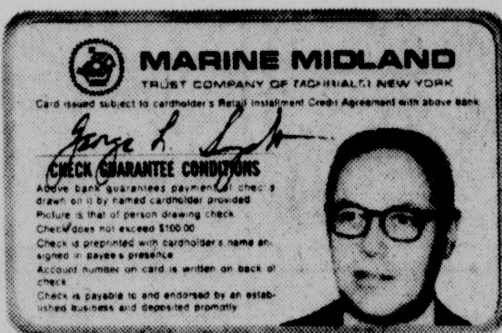 MARINE MIDLAND
TRUST COMPANY OF NEW YORK
Card issued subject to cardholder's Retail Installment Credit Agreement with above bank
George L.
CHECK GUARANTEE CONDITIONS
Above bank guarantees payment of checks
drawn on it by named cardholder provided
Picture is that of person drawing check
Check does not exceed $100.00
Check is preprinted with cardholder's name and
signed in payee's presence
Account number on card is written on back of
check
Check is payable to and endorsed by an estab-
lished business and deposited promptly